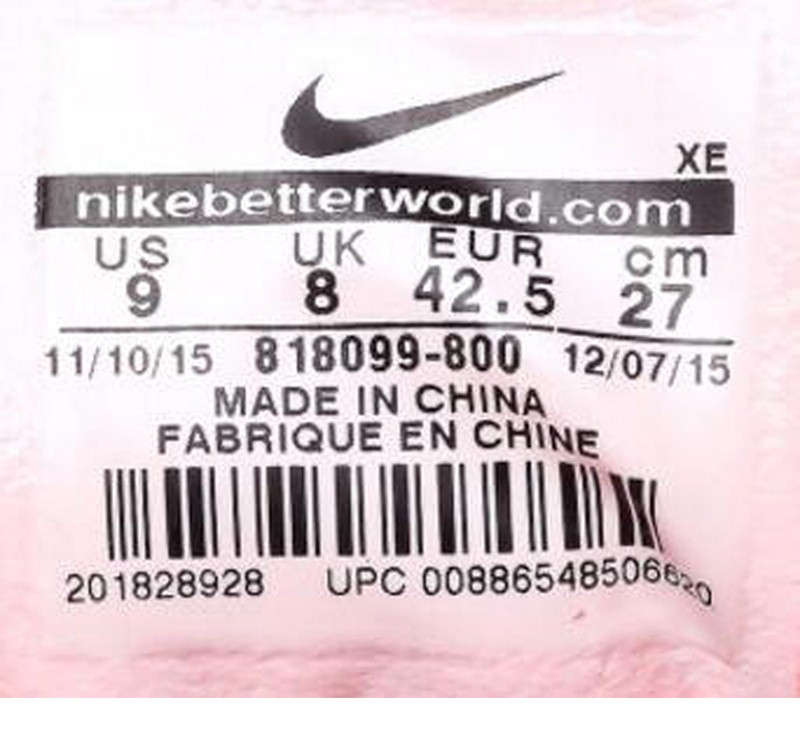 XE
nikebetterworld.com
US UK EUR cm
9 8 42.5 27
11/10/15 818099-800 12/07/15
MADE IN CHINA
FABRIQUE EN CHINE
201828928 UPC 00886548506620